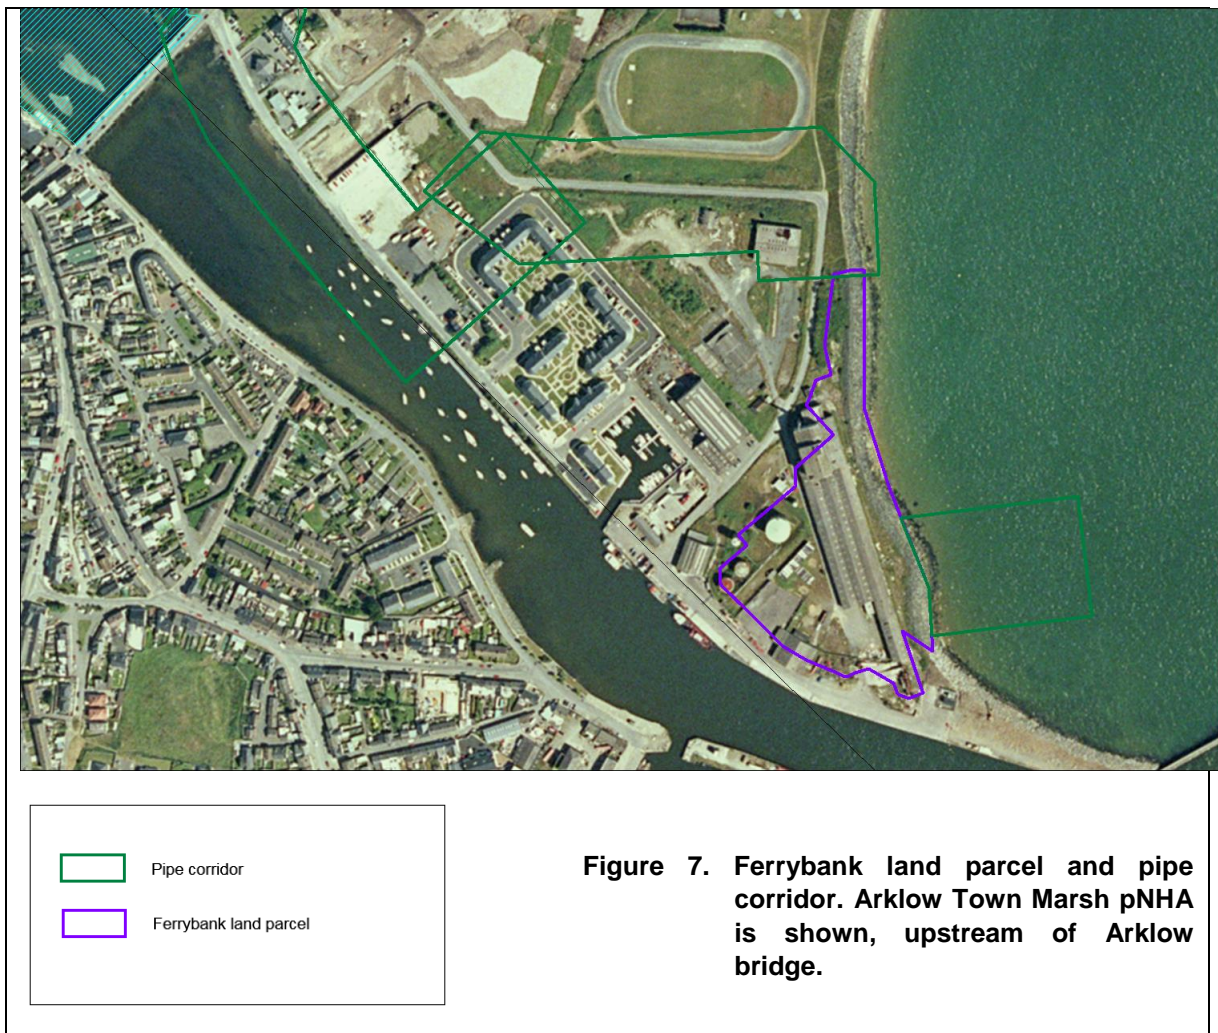 Pipe corridor
Ferrybank land parcel
Figure 7. Ferrybank land parcel and pipe
corridor. Arklow Town Marsh pNHA
is shown, upstream of Arklow
bridge.